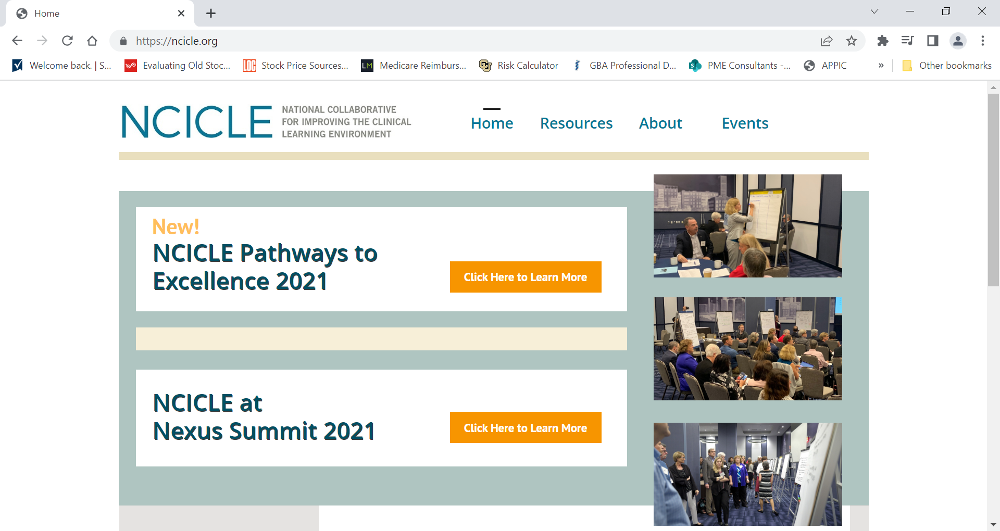 Home
https://ncicle.org
Welcome back. | S...
Evaluating Old Stoc...
Stock Price Sources...
Medicare Reimburs...
Risk Calculator
GBA Professional D...
PME Consultants -...
APPIC
»
Other bookmarks
NCICLE
NATIONAL COLLABORATIVE
FOR IMPROVING THE CLINICAL
LEARNING ENVIRONMENT
Home
Resources
About
Events
New!
NCICLE Pathways to
Excellence 2021
Click Here to Learn More
NCICLE at
Nexus Summit 2021
Click Here to Learn More